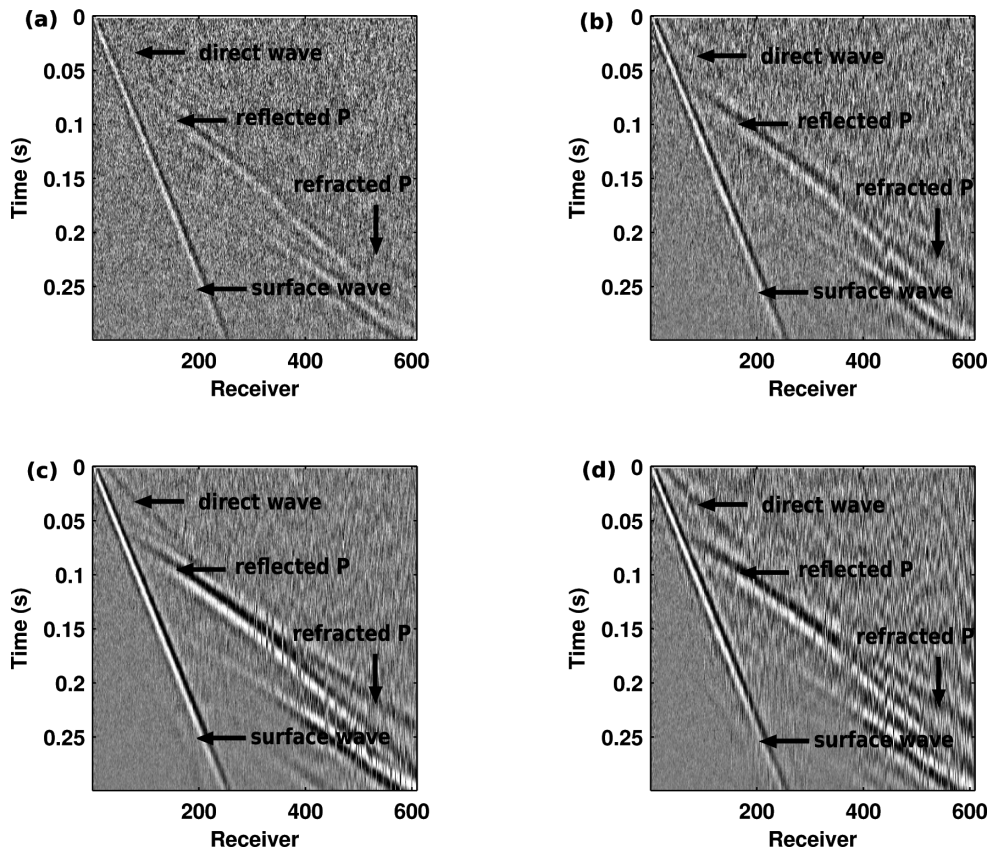 (a)
0
direct wave
0.05
reflected P
0.1
0.15
refracted P
0.2
0.25
surface wave
Time (s)
200
400
600
Receiver
(b)
0
direct wave
0.05
reflected P
0.1
0.15
refracted P
0.2
0.25
surface wave
Time (s)
200
400
600
Receiver
(c)
0
direct wave
0.05
reflected P
0.1
0.15
refracted P
0.2
0.25
surface wave
Time (s)
200
400
600
Receiver
(d)
0
direct wave
0.05
reflected P
0.1
0.15
refracted P
0.2
0.25
surface wave
Time (s)
200
400
600
Receiver